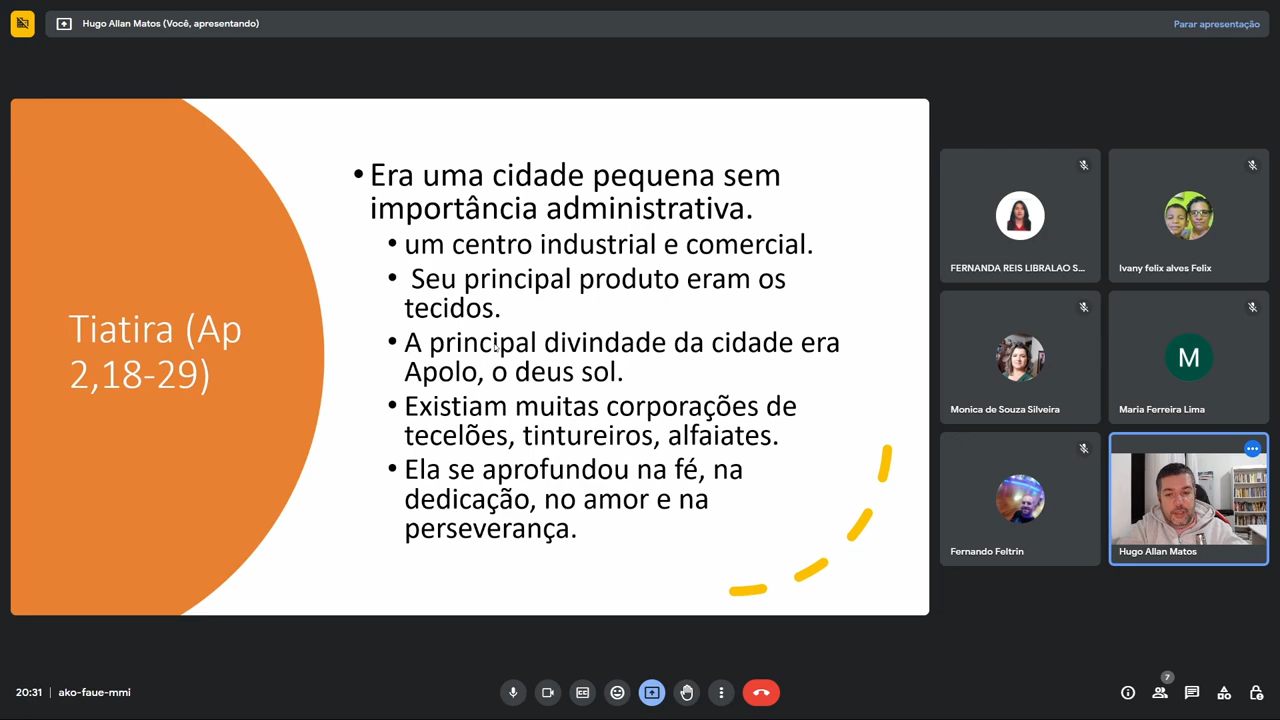 Hugo Allan Matos (Você, apresentando)
Parar apresentação
Tiatira (Ap
2,18-29)
• Era uma cidade pequena sem
importância administrativa.
• um centro industrial e comercial.
• Seu principal produto eram os
tecidos.
• A principal divindade da cidade era
Apolo, o deus sol.
• Existiam muitas corporações de
tecelões, tintureiros, alfaiates.
• Ela se aprofundou na fé, na
dedicação, no amor e na
perseverança.
FERNANDA REIS LIBRALAO S...
Ivany felix alves Felix
Monica de Souza Silveira
M
Maria Ferreira Lima
Fernando Feltrin
Hugo Allan Matos
20:31 | ako-faue-mmi
7